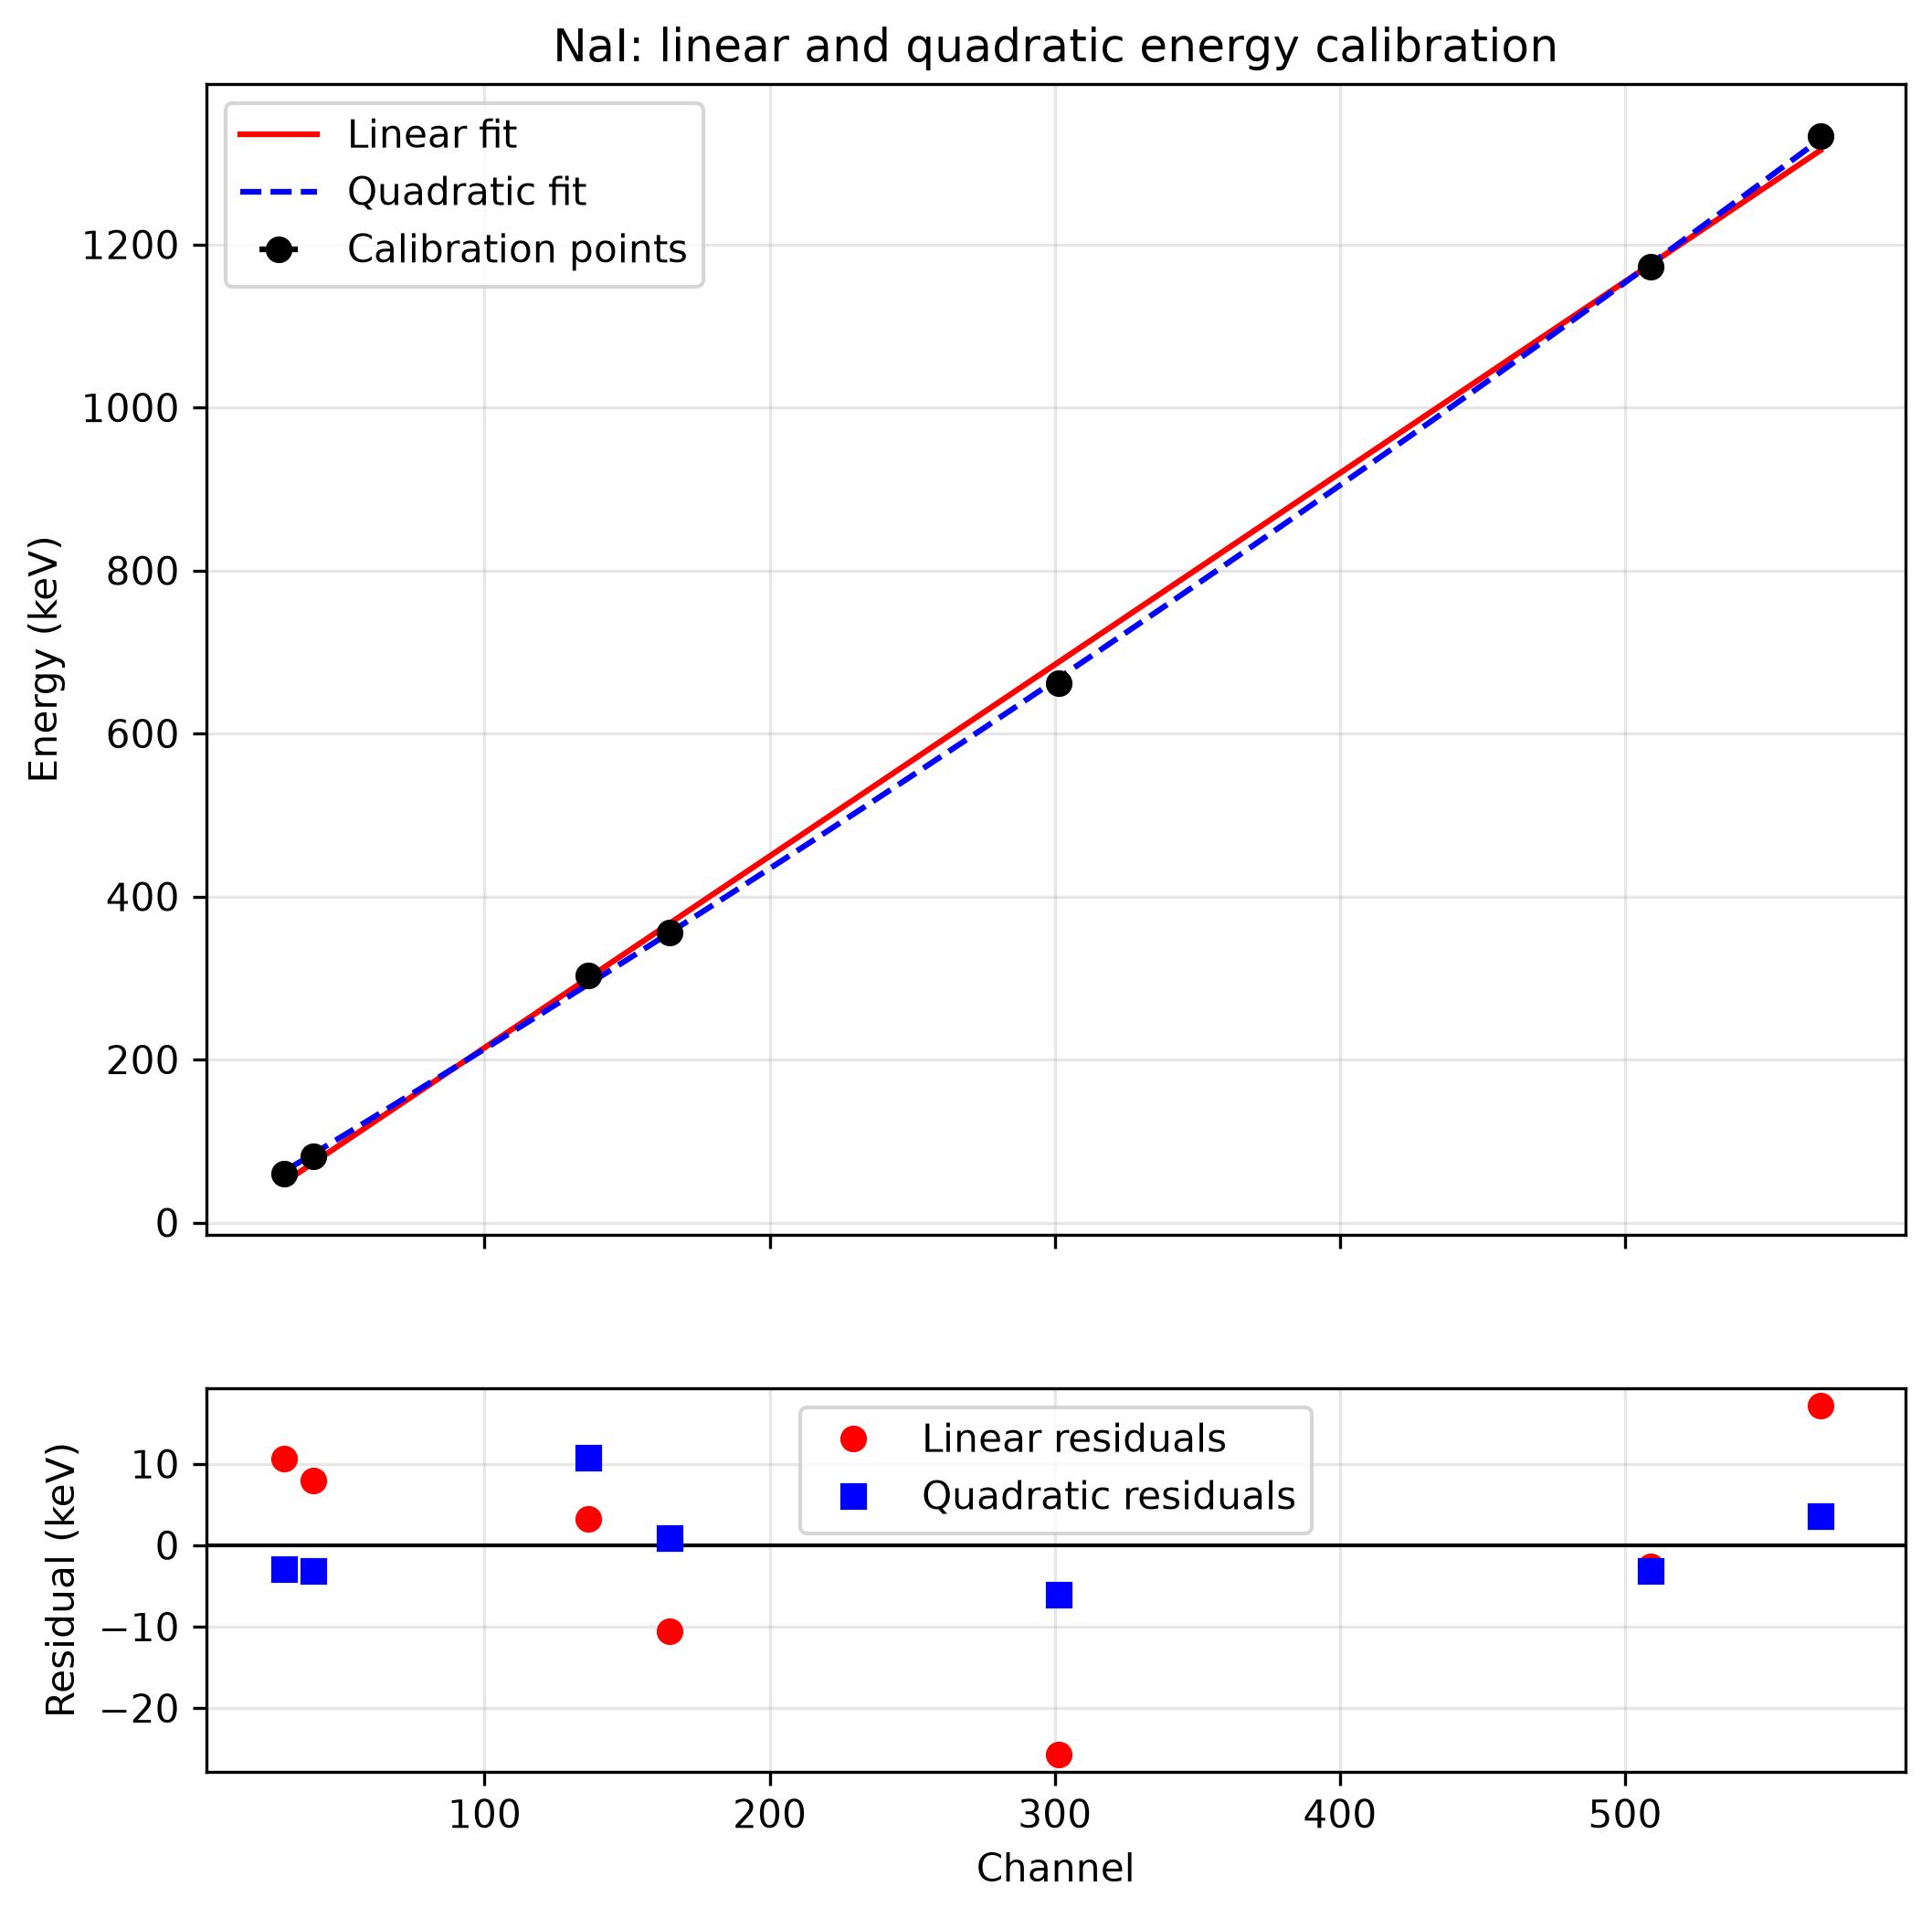 NaI: linear and quadratic energy calibration
Linear fit
Quadratic fit
Calibration points
1200
1000
800
600
400
200
0
Energy (keV)
Linear residuals
Quadratic residuals
10
0
−10
−20
Residual (keV)
100 200 300 400 500
Channel